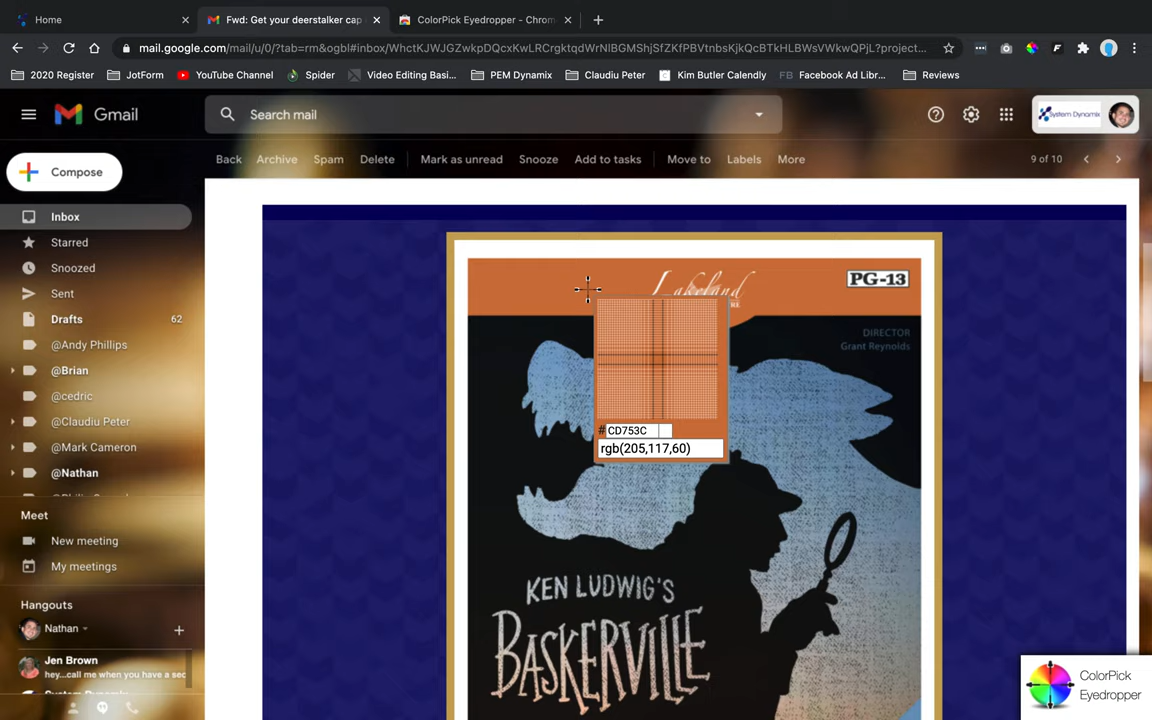 Home
Fwd: Get your deerstalker cap
ColorPick Eyedropper - Chrom
mail.google.com/mail/u/0/?tab=rm&ogbl#inbox/WhctKJWJGZwkpDQcxKwLRCrgktqdWrNlBGMShjSfZKfPBVtnbsKjkQcBTkHLBWsVWkwQPjL?project...
2020 Register
JotForm
YouTube Channel
Spider
Video Editing Basi...
PEM Dynamix
Claudiu Peter
Kim Butler Calendly
FB Facebook Ad Libr...
Reviews
Gmail
Search mail
System Dynamix
Compose
Back
Archive
Spam
Delete
Mark as unread
Snooze
Add to tasks
Move to
Labels
More
9 of 10
Inbox
Starred
Snoozed
Sent
Drafts 62
@Andy Phillips
@Brian
@cedric
@Claudiu Peter
@Mark Cameron
@Nathan
Meet
New meeting
My meetings
Hangouts
Nathan
Jen Brown
hey...call me when you have a sec
Lakeland
PG-13
DIRECTOR
Grant Reynolds
# CD753C
rgb(205,117,60)
KEN LUDWIG'S
BASKERVILLE
ColorPick
Eyedropper